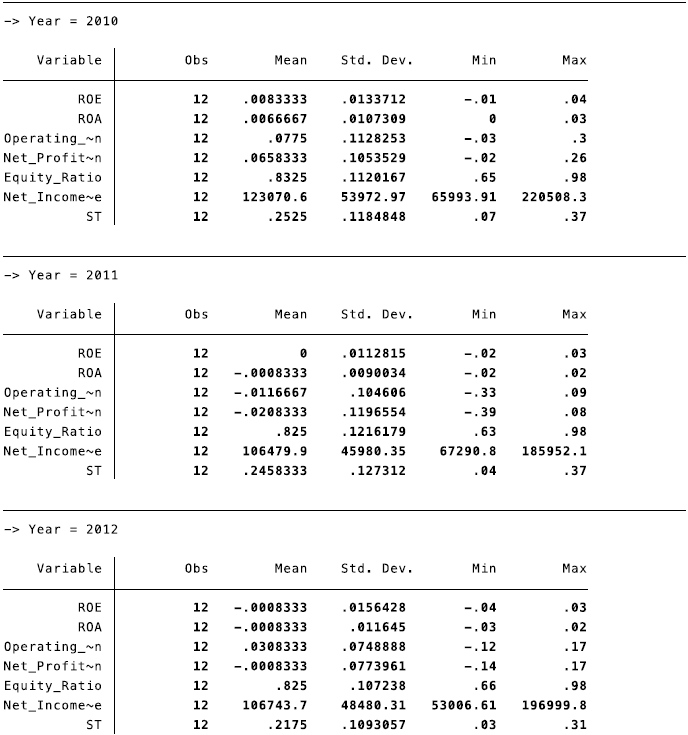 -> Year = 2010
Variable Obs Mean Std. Dev. Min Max
ROE 12 .0083333 .0133712 -.01 .04
ROA 12 .0066667 .0107309 0 .03
Operating_~n 12 .0775 .1128253 -.03 .3
Net_Profit~n 12 .0658333 .1053529 -.02 .26
Equity_Ratio 12 .8325 .1120167 .65 .98
Net_Income~e 12 123070.6 53972.97 65993.91 220508.3
ST 12 .2525 .1184848 .07 .37
-> Year = 2011
Variable Obs Mean Std. Dev. Min Max
ROE 12 0 .0112815 -.02 .03
ROA 12 -.0008333 .0090034 -.02 .02
Operating_~n 12 -.0116667 .104606 -.33 .09
Net_Profit~n 12 -.0208333 .1196554 -.39 .08
Equity_Ratio 12 .825 .1216179 .63 .98
Net_Income~e 12 106479.9 45980.35 67290.8 185952.1
ST 12 .2458333 .127312 .04 .37
-> Year = 2012
Variable Obs Mean Std. Dev. Min Max
ROE 12 -.0008333 .0156428 -.04 .03
ROA 12 -.0008333 .011645 -.03 .02
Operating_~n 12 .0308333 .0748888 -.12 .17
Net_Profit~n 12 -.0008333 .0773961 -.14 .17
Equity_Ratio 12 .825 .107238 .66 .98
Net_Income~e 12 106743.7 48480.31 53006.61 196999.8
ST 12 .2175 .1093057 .03 .31